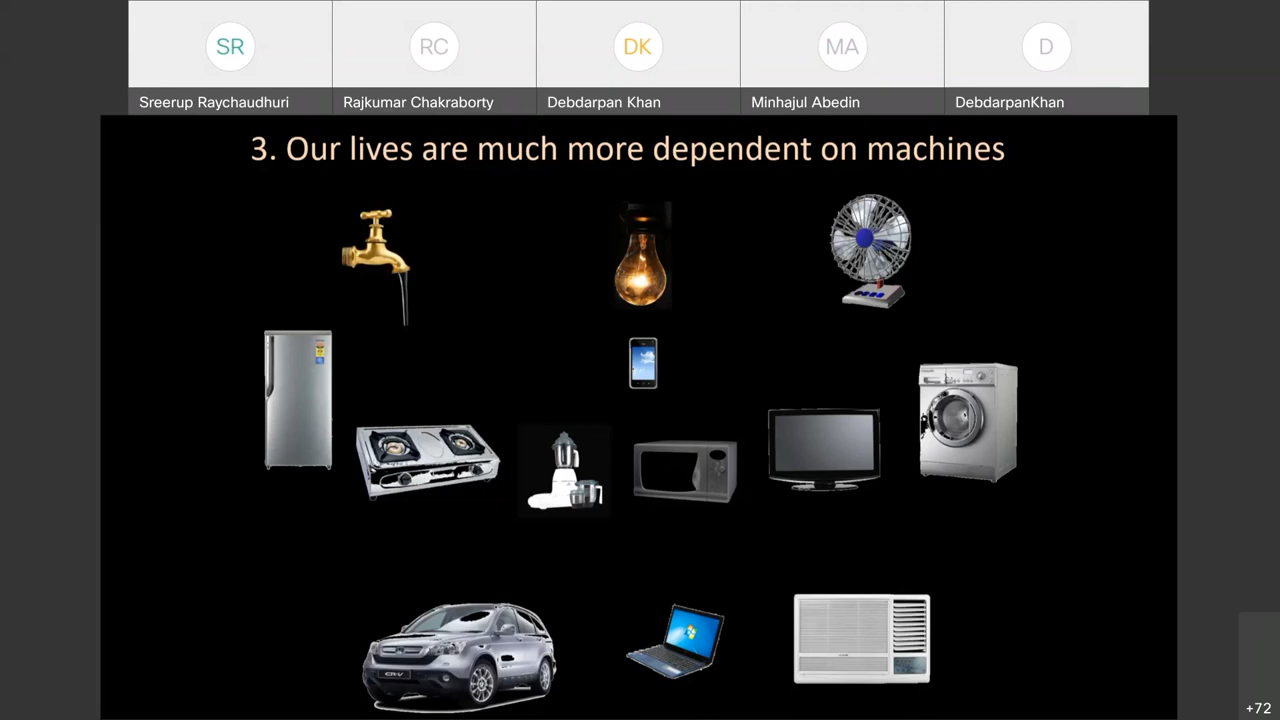 SR
RC
DK
MA
D
Sreerup Raychaudhuri
Rajkumar Chakraborty
Debdarpan Khan
Minhajul Abedin
DebdarpanKhan
3. Our lives are much more dependent on machines
CR-V
+72